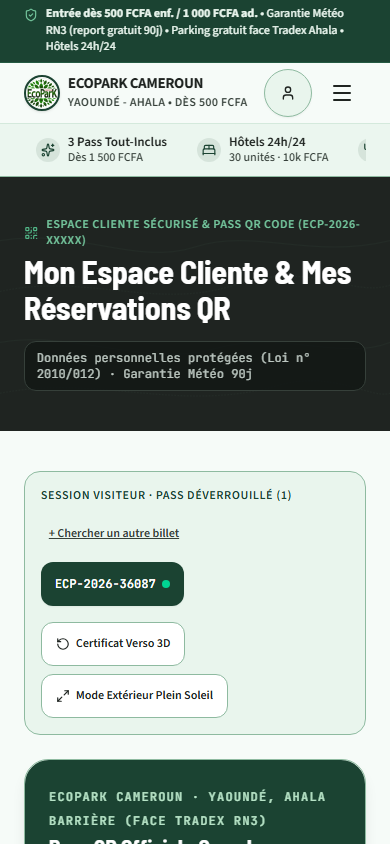 Entrée dès 500 FCFA enf. / 1 000 FCFA ad. • Garantie Météo
RN3 (report gratuit 90j) • Parking gratuit face Tradex Ahala •
Hôtels 24h/24
EcoParK
ECOPARK CAMEROUN
YAOUNDÉ - AHALA • DÈS 500 FCFA
3 Pass Tout-Inclus
Dès 1 500 FCFA
Hôtels 24h/24
30 unités · 10k FCFA
ESPACE CLIENTE SÉCURISÉ & PASS QR CODE (ECP-2026-
XXXXX)
Mon Espace Cliente & Mes
Réservations QR
Données personnelles protégées (Loi n°
2010/012) · Garantie Météo 90j
SESSION VISITEUR · PASS DÉVERROUILLÉ (1)
+ Chercher un autre billet
ECP-2026-36087
Certificat Verso 3D
Mode Extérieur Plein Soleil
ECOPARK CAMEROUN · YAOUNDÉ, AHALA
BARRIÈRE (FACE TRADEX RN3)